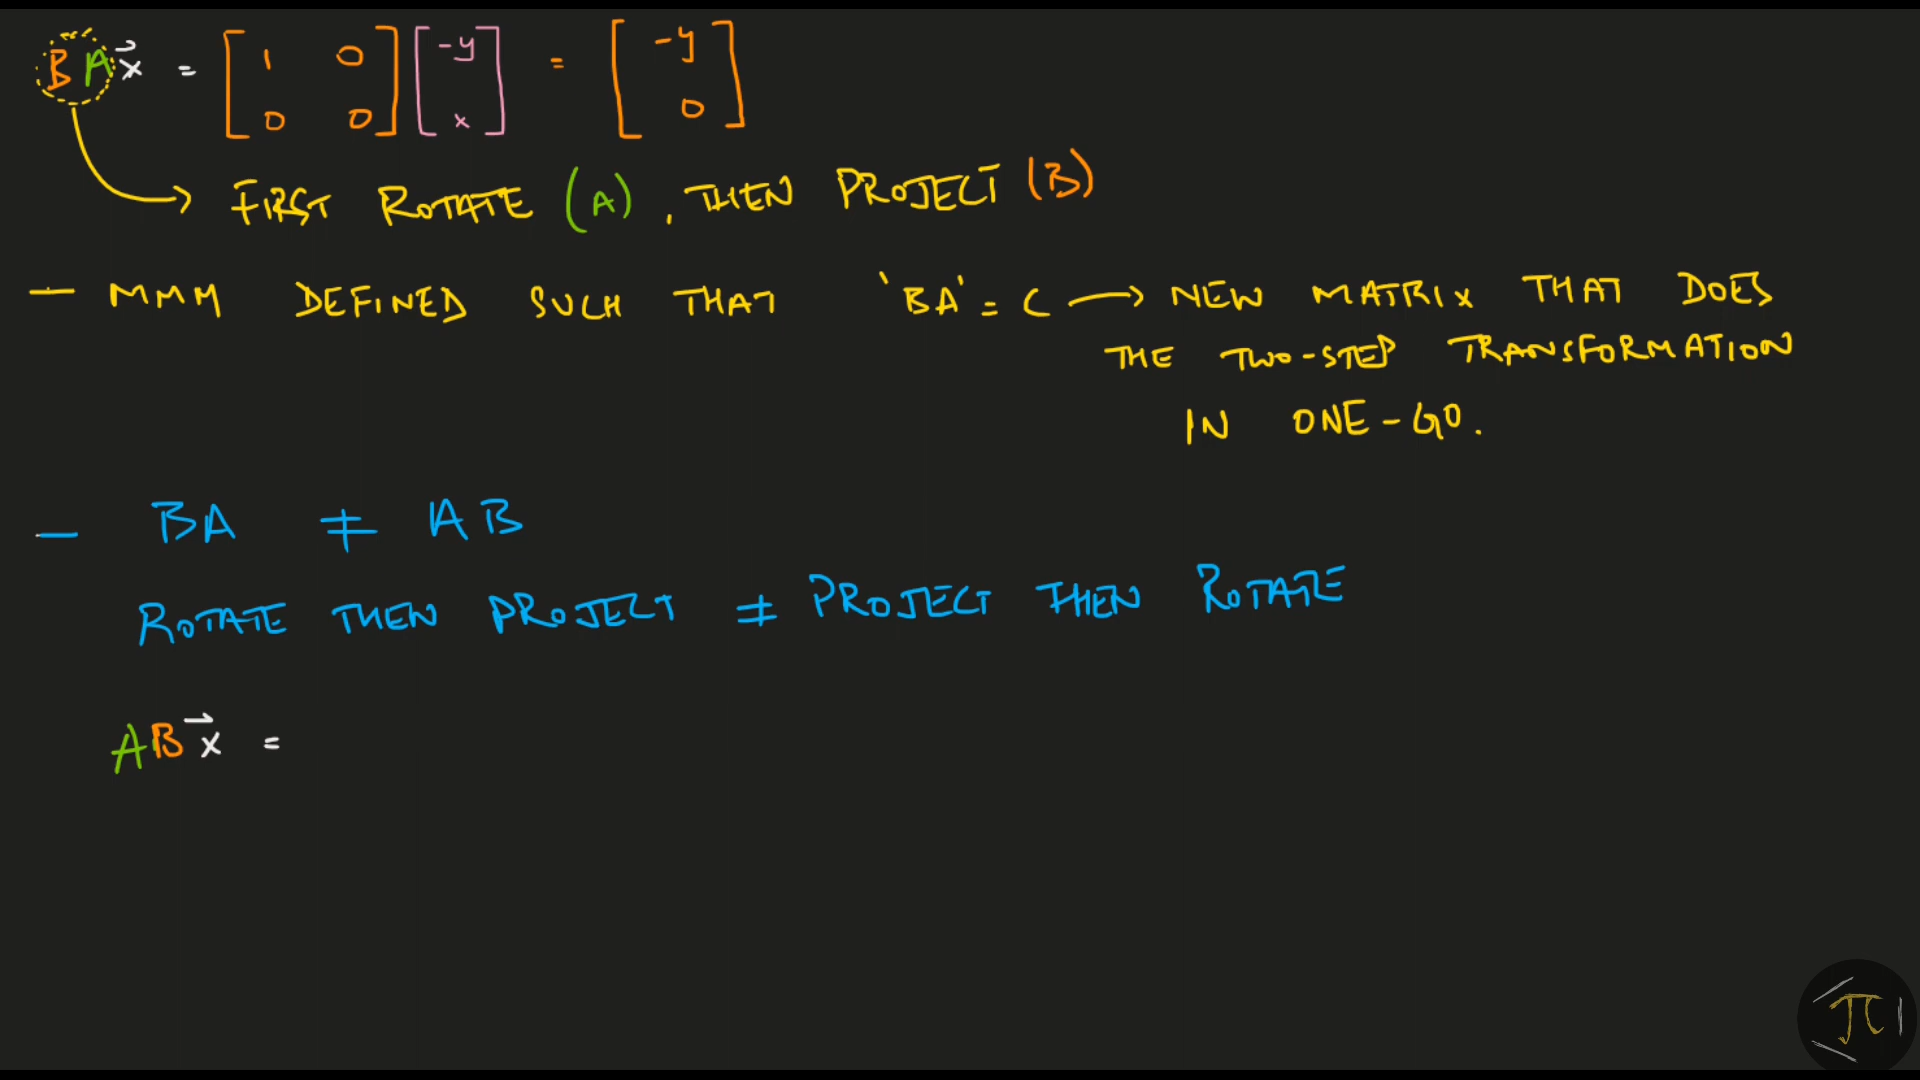 BAx⃗ = [1 0; 0 0] [-y; x] = [-y; 0]
→ FIRST ROTATE (A), THEN PROJECT (B)
— MMM DEFINED SUCH THAT 'BA' = C → NEW MATRIX THAT DOES
THE TWO-STEP TRANSFORMATION
IN ONE-GO.
— BA ≠ AB
ROTATE THEN PROJECT ≠ PROJECT THEN ROTATE
ABx⃗ =
π